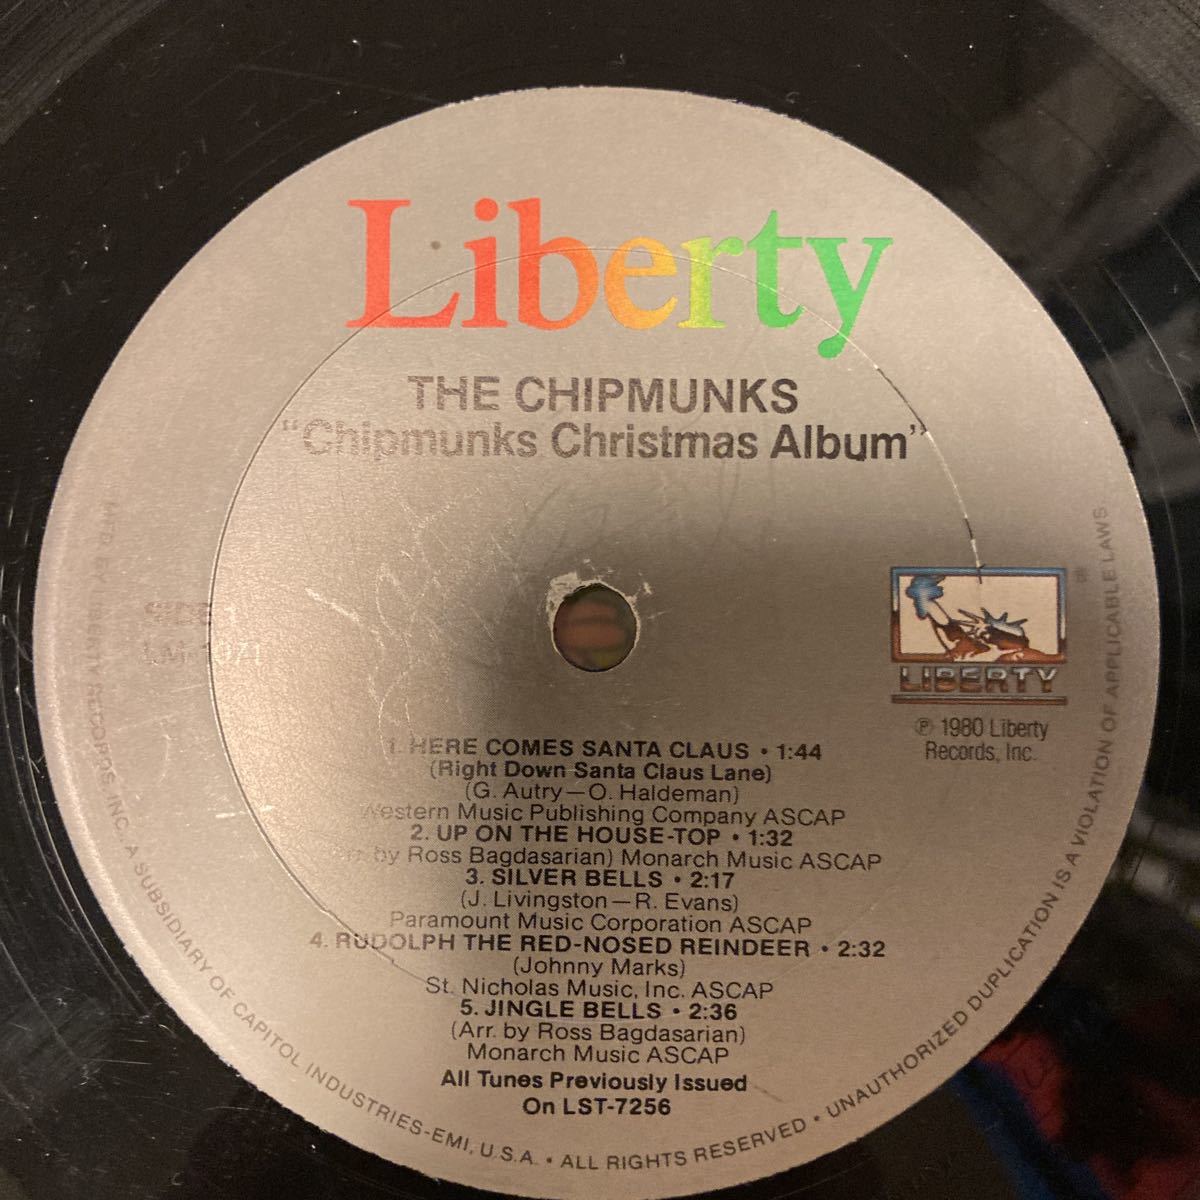 Liberty
THE CHIPMUNKS
"Chipmunks Christmas Album"
SIDE
LIBERTY
®
℗ 1980 Liberty
Records, Inc.
1. HERE COMES SANTA CLAUS • 1:44
(Right Down Santa Claus Lane)
(G. Autry—O. Haldeman)
Western Music Publishing Company ASCAP
2. UP ON THE HOUSE-TOP • 1:32
by Ross Bagdasarian) Monarch Music ASCAP
3. SILVER BELLS • 2:17
(J. Livingston—R. Evans)
Paramount Music Corporation ASCAP
4. RUDOLPH THE RED-NOSED REINDEER • 2:32
(Johnny Marks)
St. Nicholas Music, Inc. ASCAP
5. JINGLE BELLS • 2:36
(Arr. by Ross Bagdasarian)
Monarch Music ASCAP
All Tunes Previously Issued
On LST-7256
MFD. BY LIBERTY RECORDS, INC. A SUBSIDIARY OF CAPITOL INDUSTRIES-EMI, U.S.A. • ALL RIGHTS RESERVED • UNAUTHORIZED DUPLICATION IS A VIOLATION OF APPLICABLE LAWS.